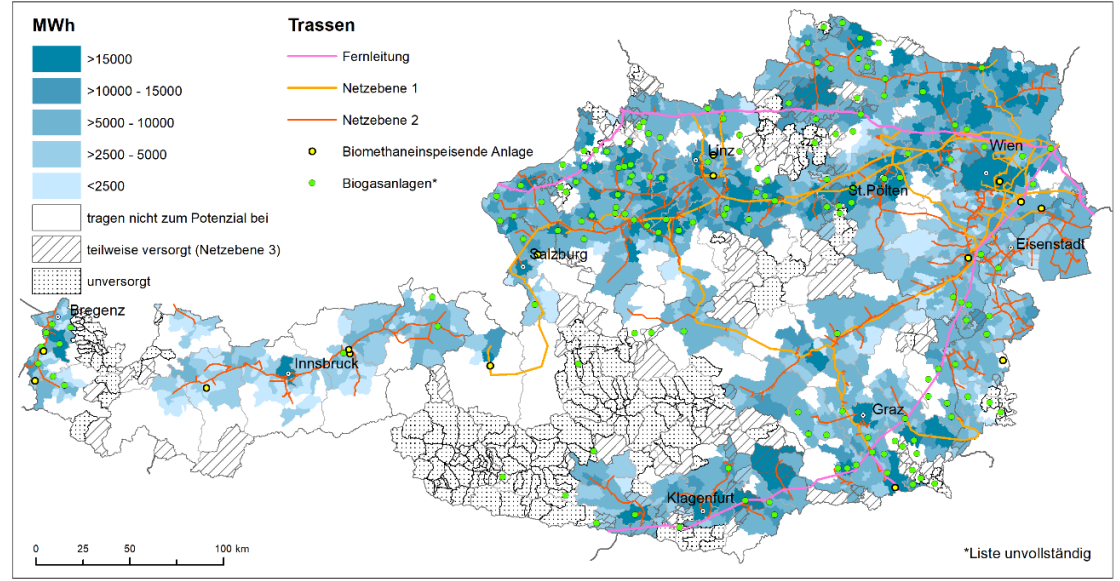 MWh
>15000
>10000 - 15000
>5000 - 10000
>2500 - 5000
<2500
tragen nicht zum Potenzial bei
teilweise versorgt (Netzebene 3)
unversorgt
Trassen
Fernleitung
Netzebene 1
Netzebene 2
Biomethaneinspeisende Anlage
Biogasanlagen*
Linz
Wien
St.Pölten
Eisenstadt
Salzburg
Bregenz
Innsbruck
Graz
Klagenfurt
0 25 50 100 km
*Liste unvollständig